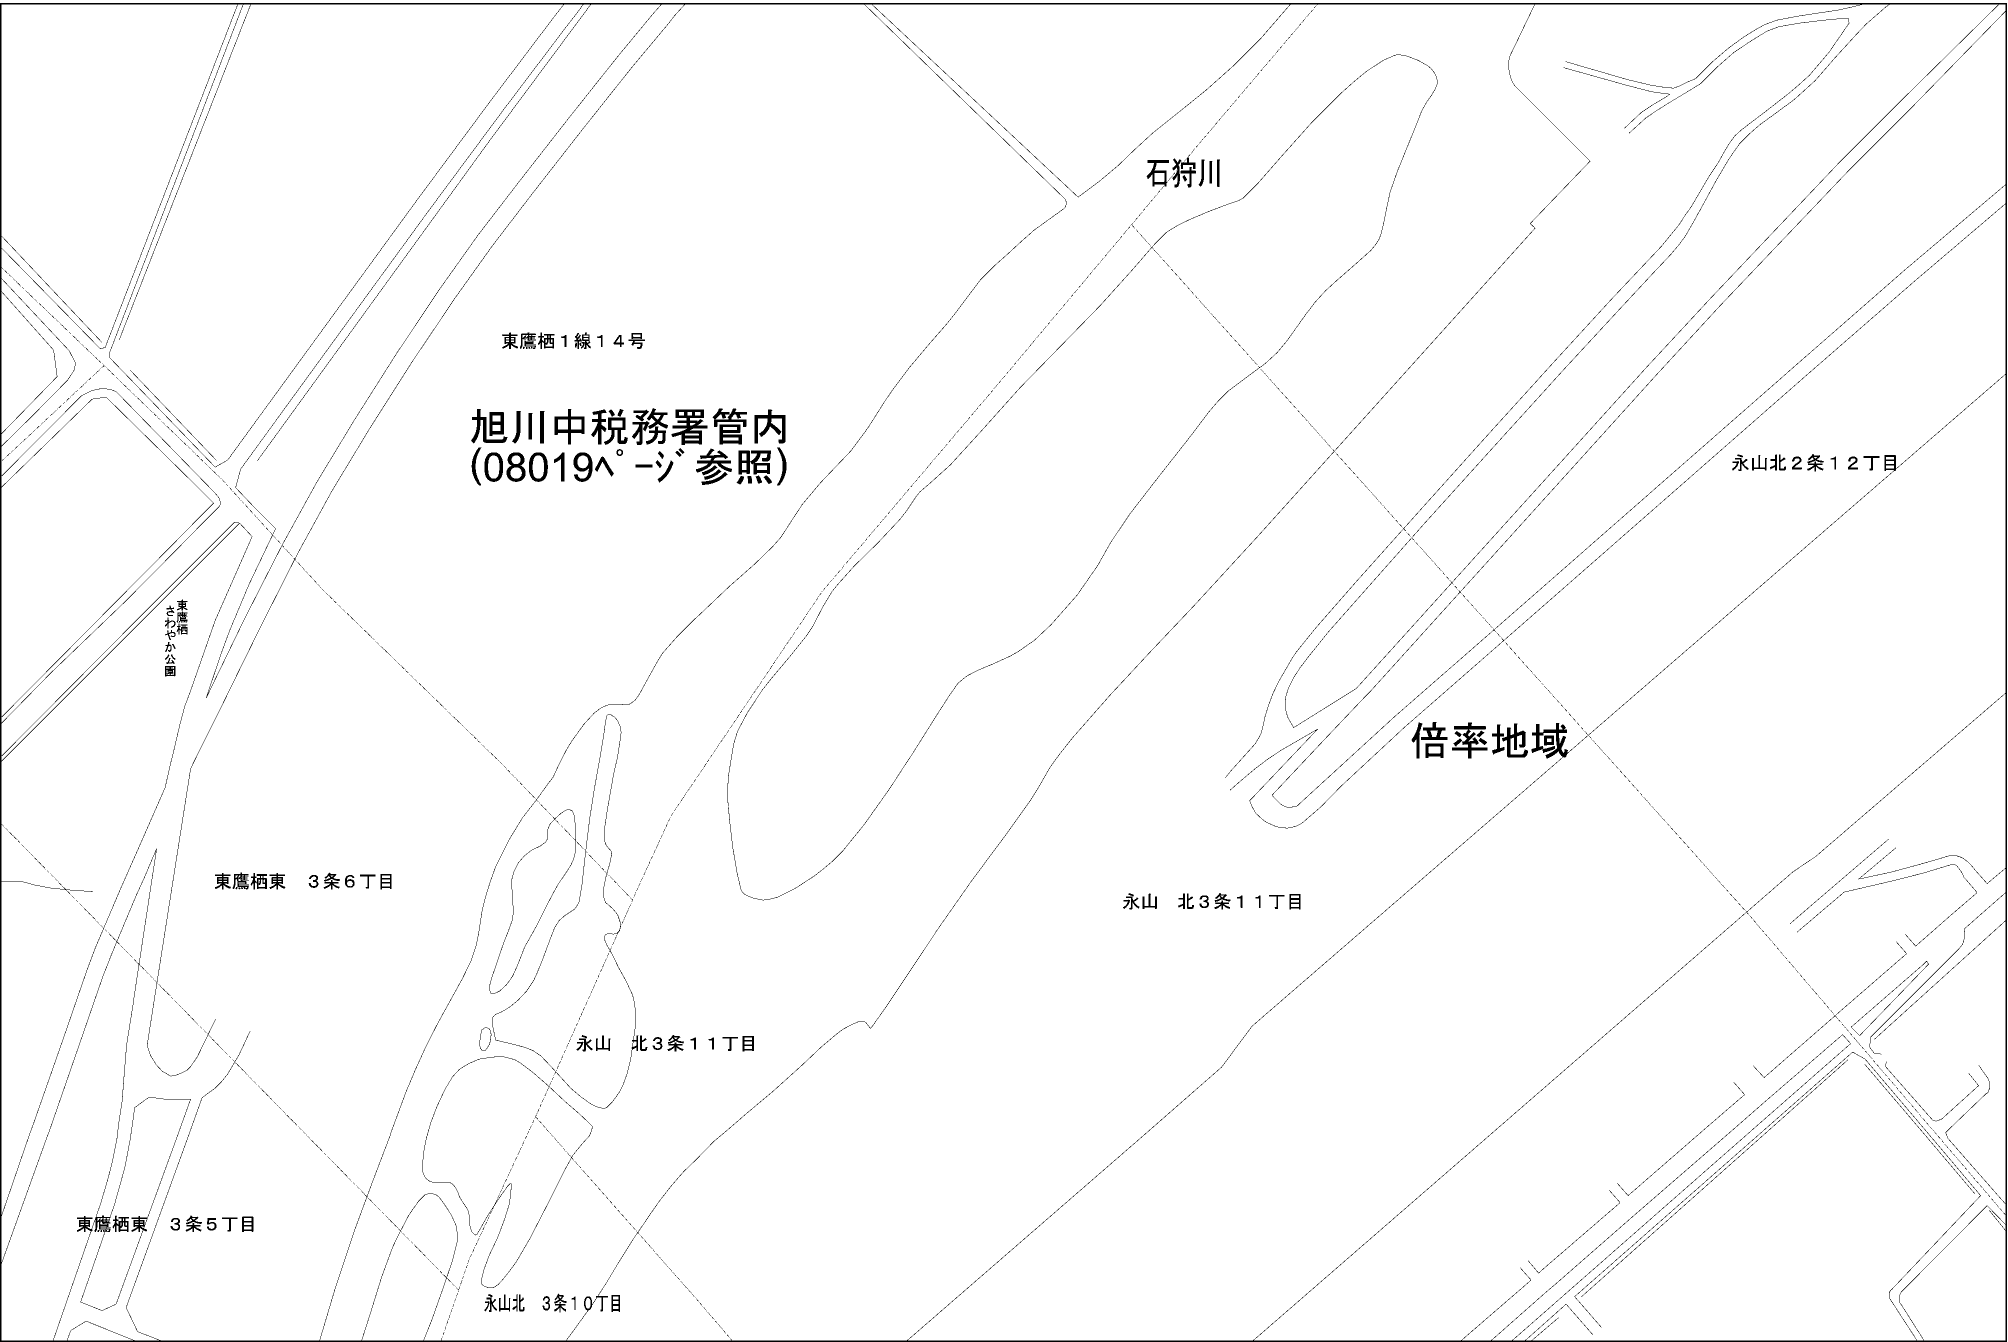 石狩川
東鷹栖１線１４号
旭川中税務署管内
(08019ﾍﾟｰｼﾞ参照)
永山北２条１２丁目
東鷹栖
さわやか公園
倍率地域
東鷹栖東　３条６丁目
永山　北３条１１丁目
永山　北３条１１丁目
東鷹栖東　３条５丁目
永山北　3条10丁目